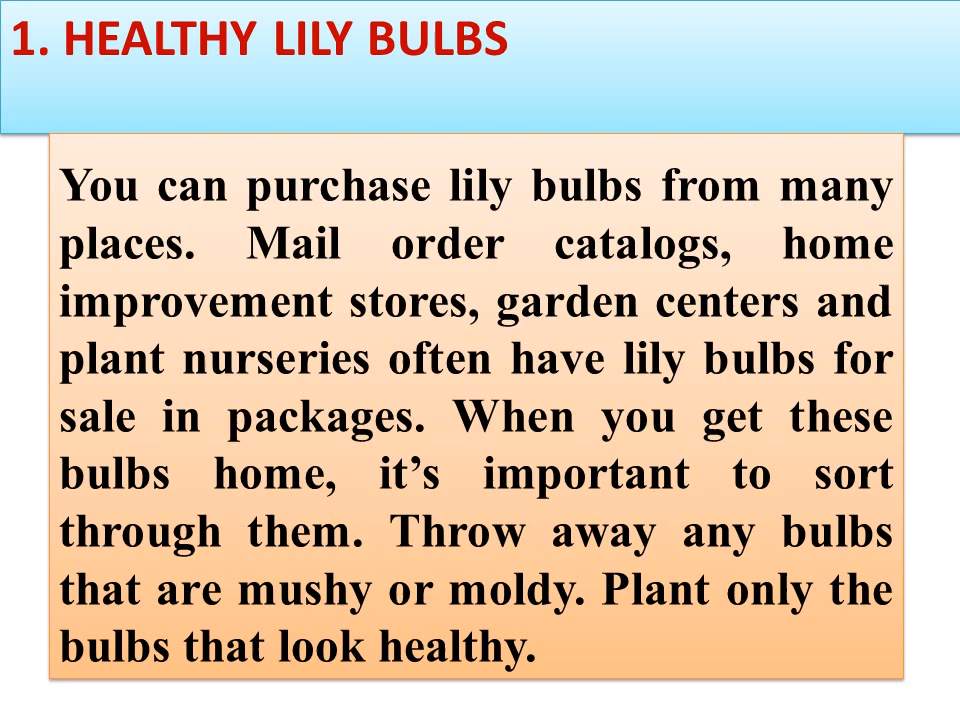 1. HEALTHY LILY BULBS
You can purchase lily bulbs from many
places. Mail order catalogs, home
improvement stores, garden centers and
plant nurseries often have lily bulbs for
sale in packages. When you get these
bulbs home, it’s important to sort
through them. Throw away any bulbs
that are mushy or moldy. Plant only the
bulbs that look healthy.